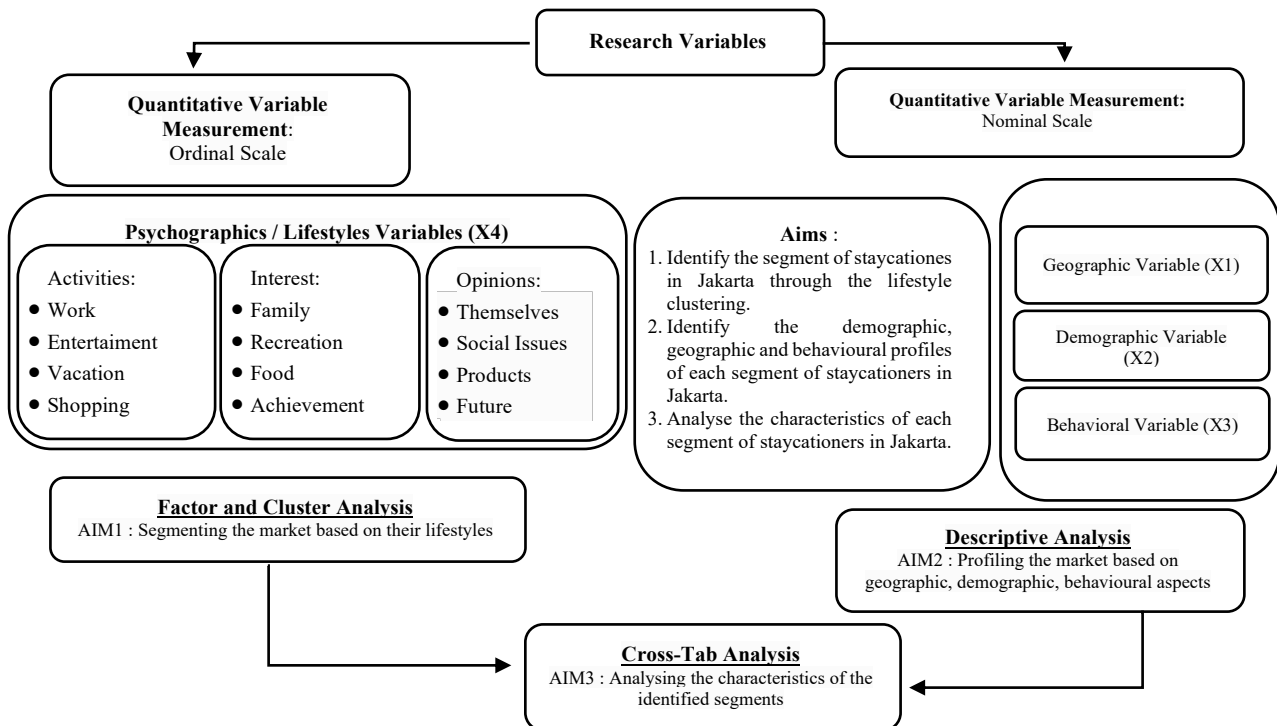 Research Variables
Quantitative Variable
Measurement:
Ordinal Scale
Quantitative Variable Measurement:
Nominal Scale
Psychographics / Lifestyles Variables (X4)
Activities:
● Work
● Entertaiment
● Vacation
● Shopping
Interest:
● Family
● Recreation
● Food
● Achievement
Opinions:
● Themselves
● Social Issues
● Products
● Future
Aims :
1. Identify the segment of staycationes
in Jakarta through the lifestyle
clustering.
2. Identify the demographic,
geographic and behavioural profiles
of each segment of staycationers in
Jakarta.
3. Analyse the characteristics of each
segment of staycationers in Jakarta.
Geographic Variable (X1)
Demographic Variable
(X2)
Behavioral Variable (X3)
Factor and Cluster Analysis
AIM1 : Segmenting the market based on their lifestyles
Descriptive Analysis
AIM2 : Profiling the market based on
geographic, demographic, behavioural aspects
Cross-Tab Analysis
AIM3 : Analysing the characteristics of the
identified segments